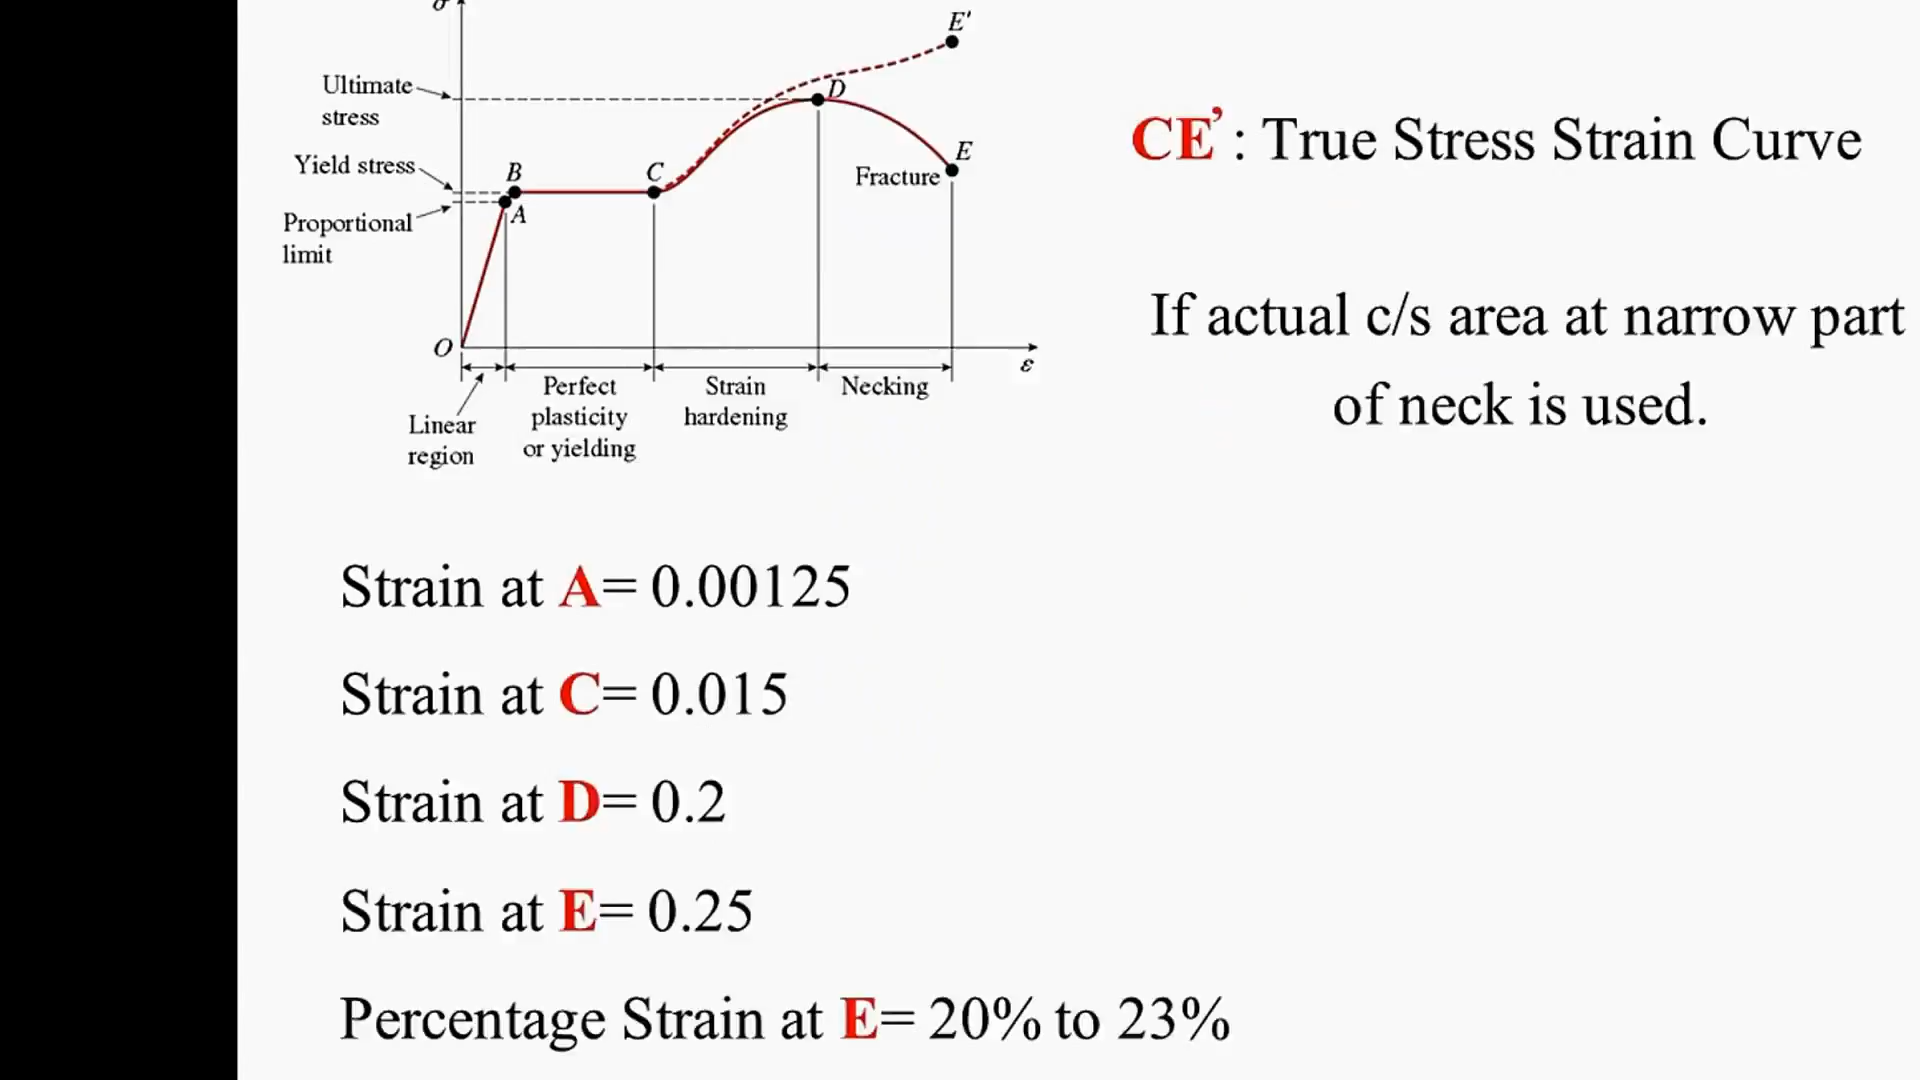 σ
E'
Ultimate
stress
D
CE’: True Stress Strain Curve
Yield stress
B
C
E
Fracture
A
Proportional
limit
If actual c/s area at narrow part
of neck is used.
O
ε
Perfect
plasticity
or yielding
Strain
hardening
Necking
Linear
region
Strain at A= 0.00125
Strain at C= 0.015
Strain at D= 0.2
Strain at E= 0.25
Percentage Strain at E= 20% to 23%